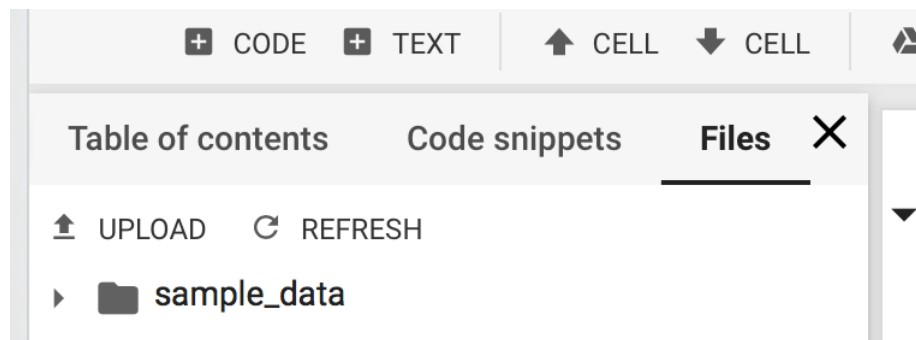 CODE TEXT CELL CELL
Table of contents Code snippets Files
UPLOAD REFRESH
sample_data